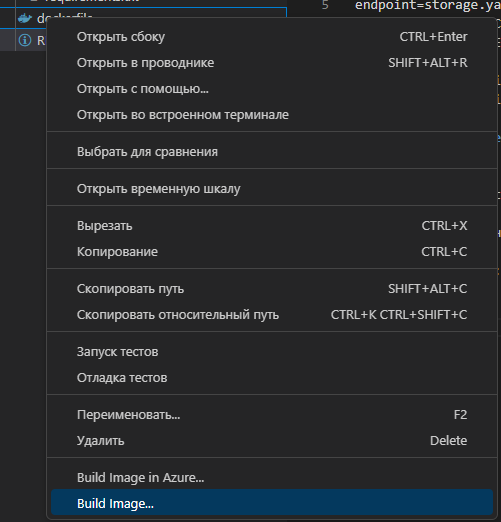 5
endpoint=storage.ya
dockerfile
R
Открыть сбоку CTRL+Enter
Открыть в проводнике SHIFT+ALT+R
Открыть с помощью...
Открыть во встроенном терминале
Выбрать для сравнения
Открыть временную шкалу
Вырезать CTRL+X
Копирование CTRL+C
Скопировать путь SHIFT+ALT+C
Скопировать относительный путь CTRL+K CTRL+SHIFT+C
Запуск тестов
Отладка тестов
Переименовать... F2
Удалить Delete
Build Image in Azure...
Build Image...